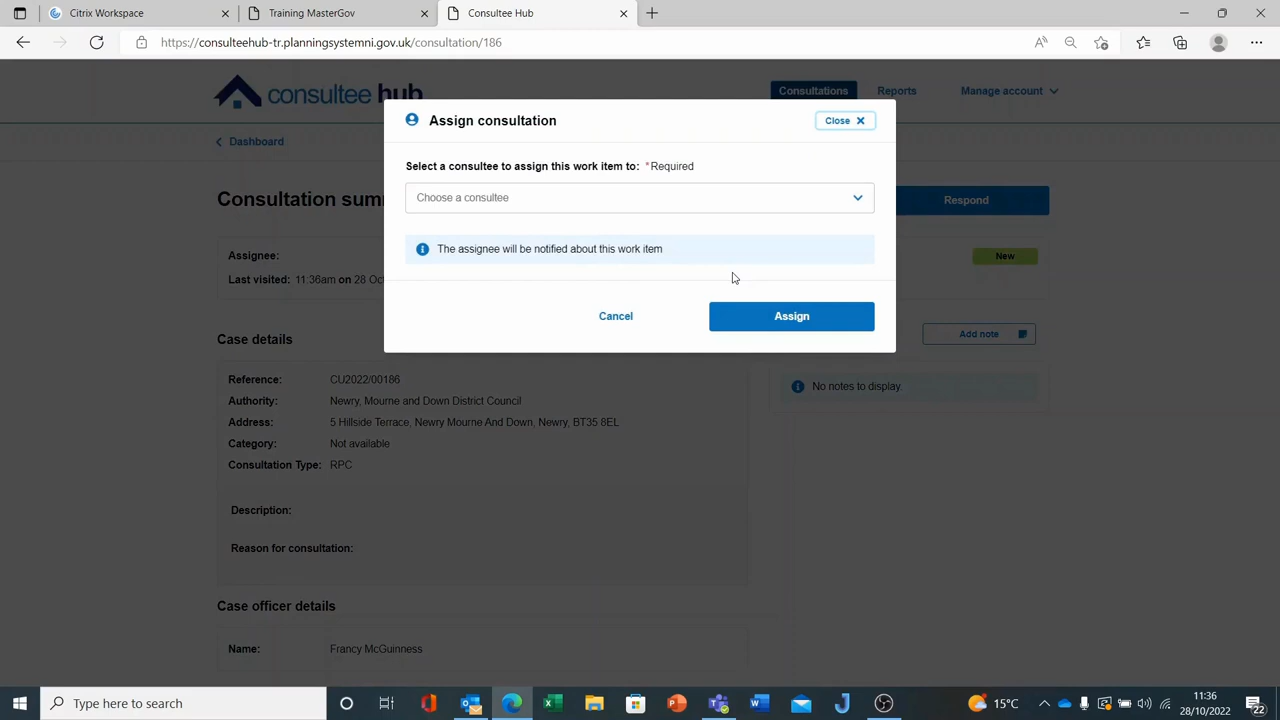 Citrix Workspace
Training MasterGov
Consultee Hub
https://consulteehub-tr.planningsystemni.gov.uk/consultation/186
consultee hub
Consultations
Reports
Manage account
Dashboard
Assign consultation
Close
Select a consultee to assign this work item to: *Required
Choose a consultee
The assignee will be notified about this work item
Cancel
Assign
Consultation sum
Respond
Assignee:
New
Last visited: 11.36am on 28 Oct
Add note
Case details
No notes to display.
Reference: CU2022/00186
Authority: Newry, Mourne and Down District Council
Address: 5 Hillside Terrace, Newry Mourne And Down, Newry, BT35 8EL
Category: Not available
Consultation Type: RPC
Description:
Reason for consultation:
Case officer details
Name: Francy McGuinness
Type here to search
15°C
11:36
28/10/2022
22